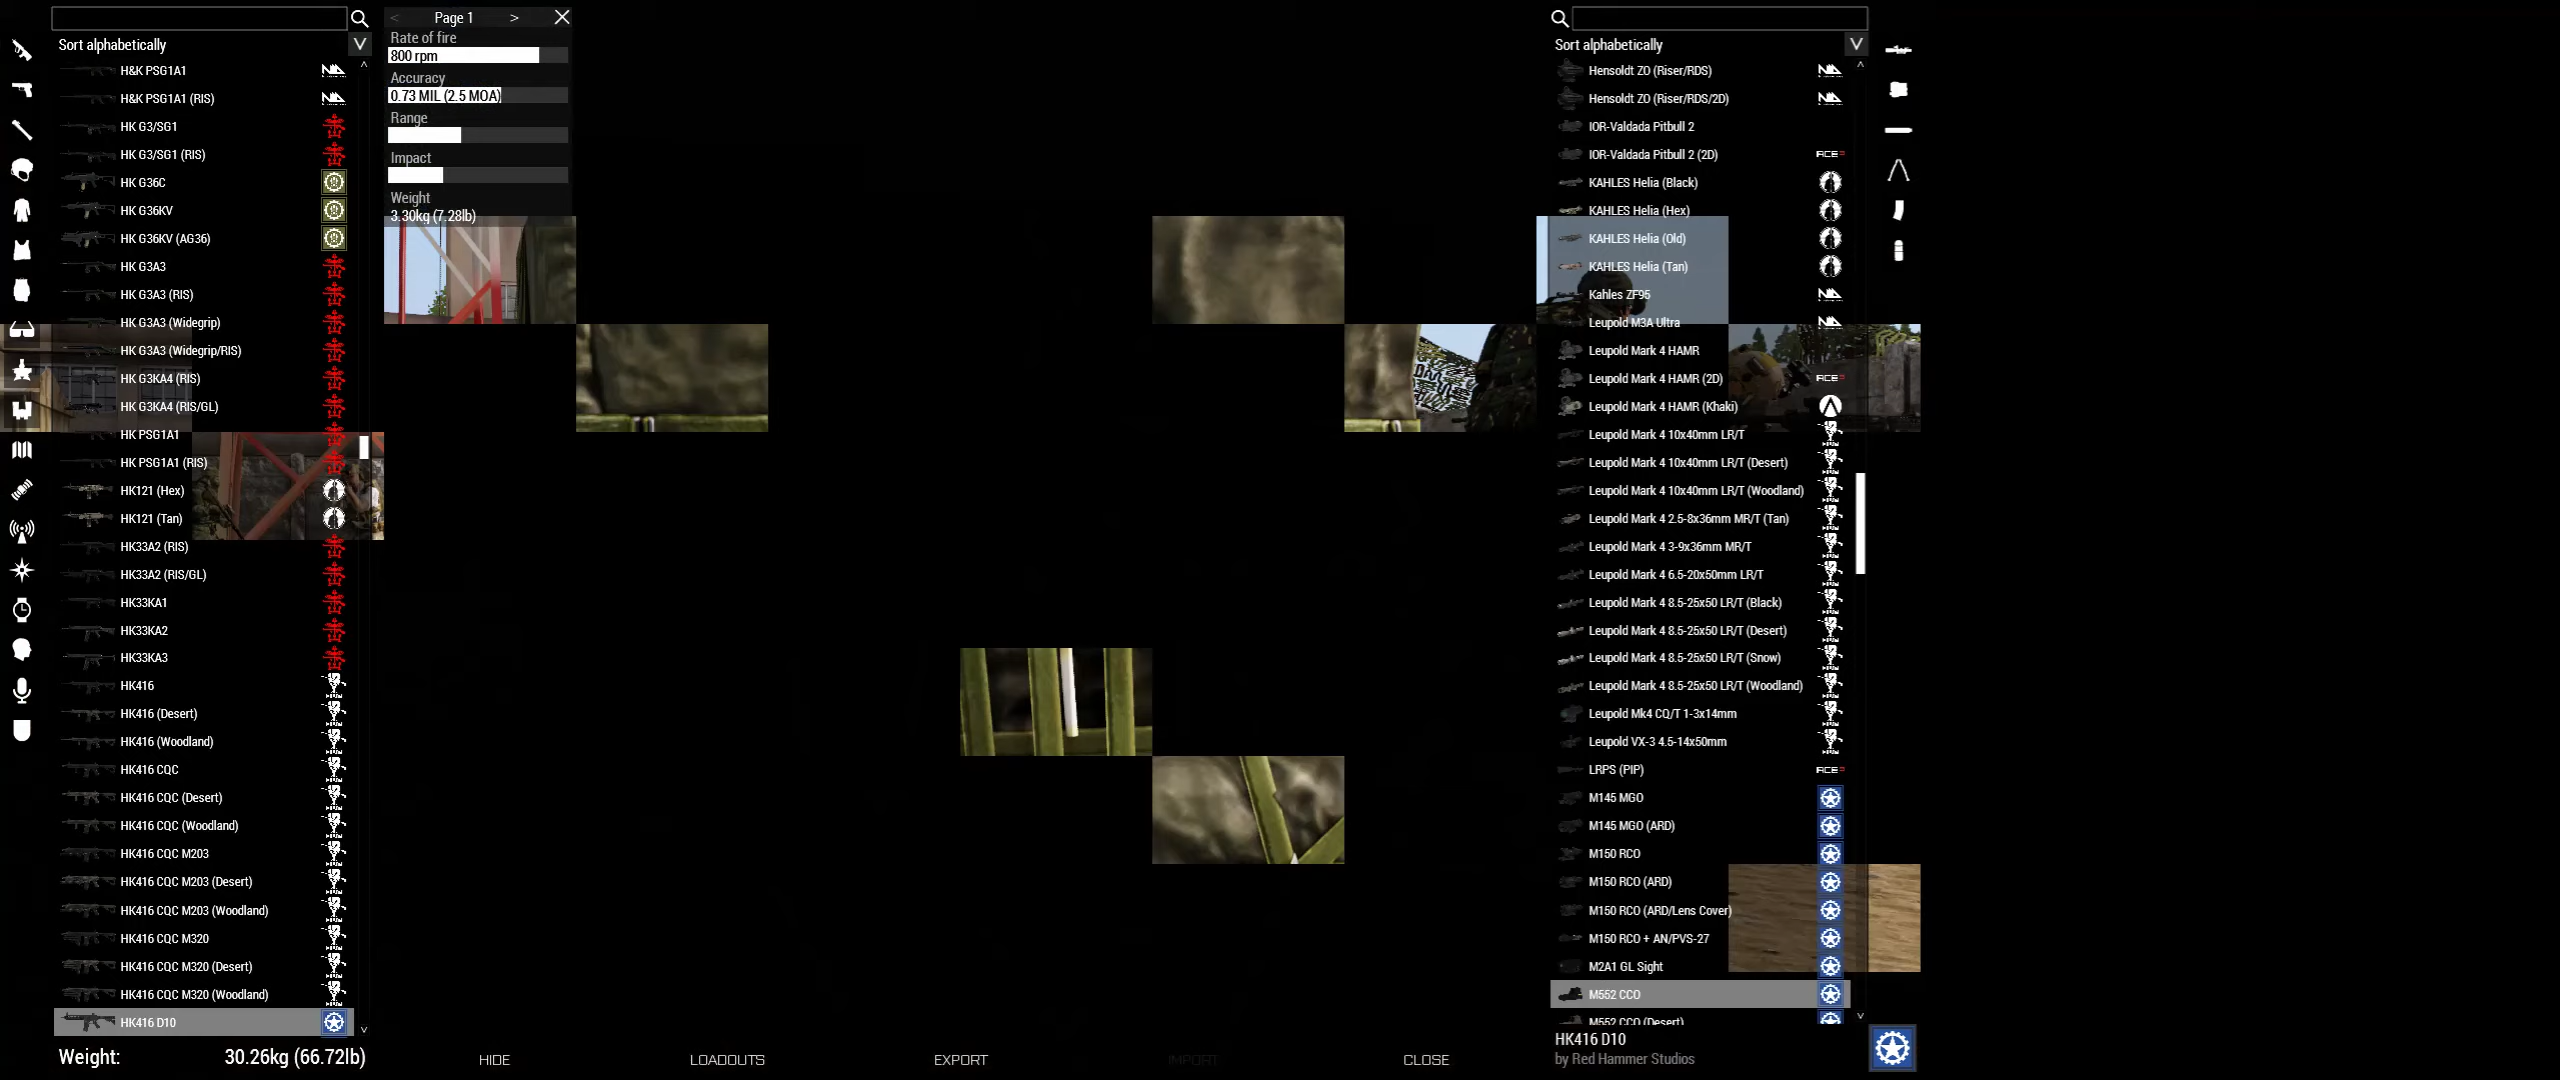 Sort alphabetically
V
H&K PSG1A1
H&K PSG1A1 (RIS)
HK G3/SG1
HK G3/SG1 (RIS)
HK G36C
HK G36KV
HK G36KV (AG36)
HK G3A3
HK G3A3 (RIS)
HK G3A3 (Widegrip)
HK G3A3 (Widegrip/RIS)
HK G3KA4 (RIS)
HK G3KA4 (RIS/GL)
HK PSG1A1
HK PSG1A1 (RIS)
HK121 (Hex)
HK121 (Tan)
HK33A2 (RIS)
HK33A2 (RIS/GL)
HK33KA1
HK33KA2
HK33KA3
HK416
HK416 (Desert)
HK416 (Woodland)
HK416 CQC
HK416 CQC (Desert)
HK416 CQC (Woodland)
HK416 CQC M203
HK416 CQC M203 (Desert)
HK416 CQC M203 (Woodland)
HK416 CQC M320
HK416 CQC M320 (Desert)
HK416 CQC M320 (Woodland)
HK416 D10
Weight: 30.26kg (66.72lb)
< Page 1 >
Rate of fire
800 rpm
Accuracy
0.73 MIL (2.5 MOA)
Range
Impact
Weight
3.30kg (7.28lb)
HIDE
LOADOUTS
EXPORT
IMPORT
CLOSE
Sort alphabetically
V
Hensoldt ZO (Riser/RDS)
Hensoldt ZO (Riser/RDS/2D)
IOR-Valdada Pitbull 2
IOR-Valdada Pitbull 2 (2D) ACE3
KAHLES Helia (Black)
KAHLES Helia (Hex)
KAHLES Helia (Old)
KAHLES Helia (Tan)
Kahles ZF95
Leupold M3A Ultra
Leupold Mark 4 HAMR
Leupold Mark 4 HAMR (2D) ACE3
Leupold Mark 4 HAMR (Khaki)
Leupold Mark 4 10x40mm LR/T
Leupold Mark 4 10x40mm LR/T (Desert)
Leupold Mark 4 10x40mm LR/T (Woodland)
Leupold Mark 4 2.5-8x36mm MR/T (Tan)
Leupold Mark 4 3-9x36mm MR/T
Leupold Mark 4 6.5-20x50mm LR/T
Leupold Mark 4 8.5-25x50 LR/T (Black)
Leupold Mark 4 8.5-25x50 LR/T (Desert)
Leupold Mark 4 8.5-25x50 LR/T (Snow)
Leupold Mark 4 8.5-25x50 LR/T (Woodland)
Leupold Mk4 CQ/T 1-3x14mm
Leupold VX-3 4.5-14x50mm
LRPS (PIP) ACE3
M145 MGO
M145 MGO (ARD)
M150 RCO
M150 RCO (ARD)
M150 RCO (ARD/Lens Cover)
M150 RCO + AN/PVS-27
M2A1 GL Sight
M552 CCO
M552 CCO (Desert)
HK416 D10
by Red Hammer Studios